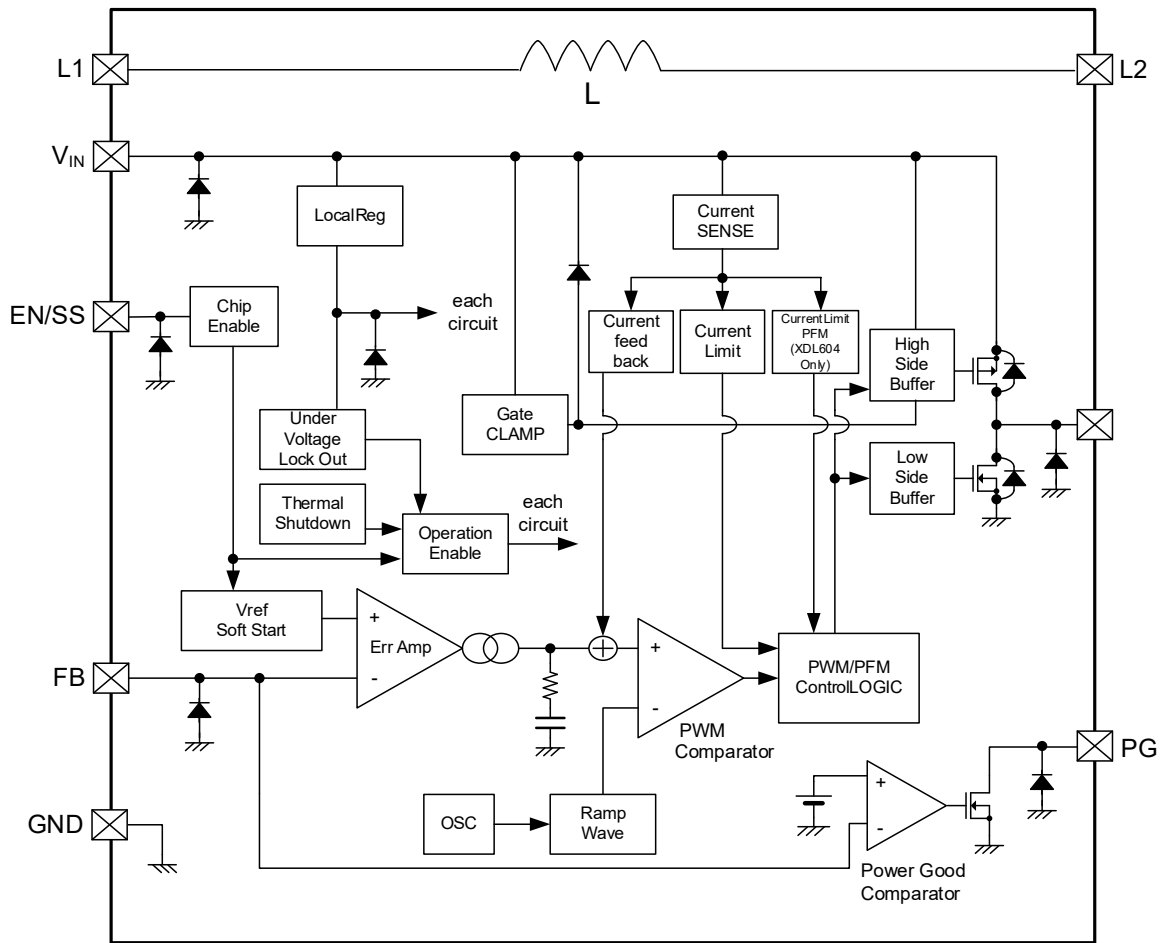 L1
L
L2
VIN
LocalReg
Current
SENSE
EN/SS
Chip
Enable
each
circuit
Current
feed
back
Current
Limit
CurrentLimit
PFM
(XDL604
Only)
High
Side
Buffer
Under
Voltage
Lock Out
Gate
CLAMP
Low
Side
Buffer
Thermal
Shutdown
Operation
Enable
each
circuit
Vref
Soft Start
+
Err Amp
-
+
-
PWM
Comparator
PWM/PFM
ControlLOGIC
FB
PG
GND
OSC
Ramp
Wave
+
-
Power Good
Comparator